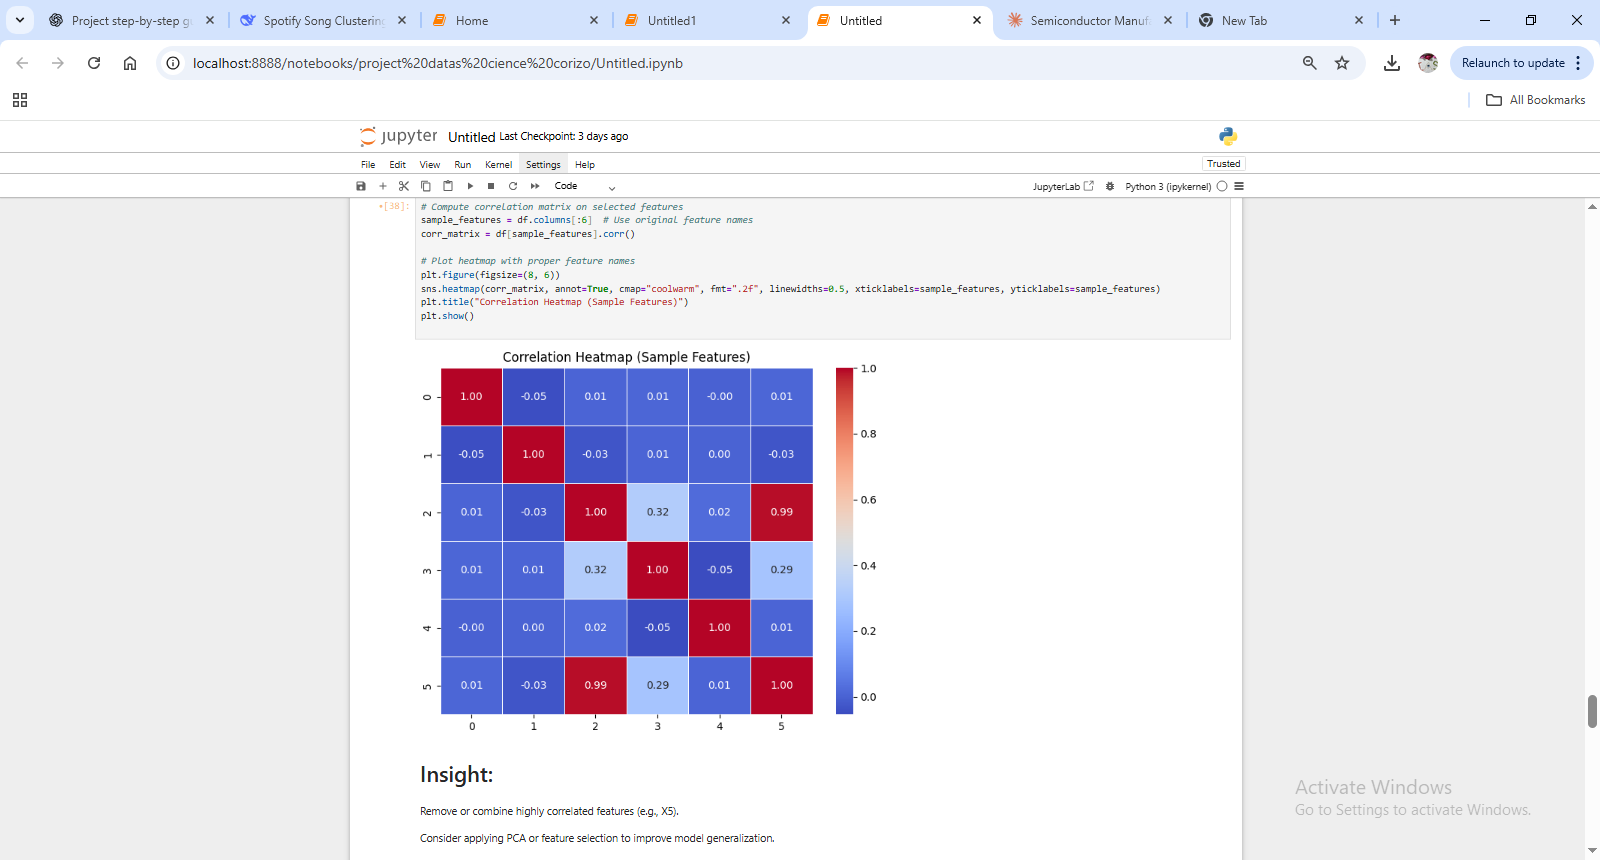 Project step-by-step g
Spotify Song Clustering
Home
Untitled1
Untitled
Semiconductor Manufa
New Tab
localhost:8888/notebooks/project%20datas%20cience%20corizo/Untitled.ipynb
Relaunch to update
All Bookmarks
jupyter Untitled Last Checkpoint: 3 days ago
File Edit View Run Kernel Settings Help
Trusted
Code
JupyterLab
Python 3 (ipykernel)
[38]:
# Compute correlation matrix on selected features
sample_features = df.columns[:6]  # Use original feature names
corr_matrix = df[sample_features].corr()
# Plot heatmap with proper feature names
plt.figure(figsize=(8, 6))
sns.heatmap(corr_matrix, annot=True, cmap="coolwarm", fmt=".2f", linewidths=0.5, xticklabels=sample_features, yticklabels=sample_features)
plt.title("Correlation Heatmap (Sample Features)")
plt.show()
Correlation Heatmap (Sample Features)
0 1.00 -0.05 0.01 0.01 -0.00 0.01
1 -0.05 1.00 -0.03 0.01 0.00 -0.03
2 0.01 -0.03 1.00 0.32 0.02 0.99
3 0.01 0.01 0.32 1.00 -0.05 0.29
4 -0.00 0.00 0.02 -0.05 1.00 0.01
5 0.01 -0.03 0.99 0.29 0.01 1.00
0 1 2 3 4 5
1.0
0.8
0.6
0.4
0.2
0.0
Insight:
Remove or combine highly correlated features (e.g., X5).
Consider applying PCA or feature selection to improve model generalization.
Activate Windows
Go to Settings to activate Windows.